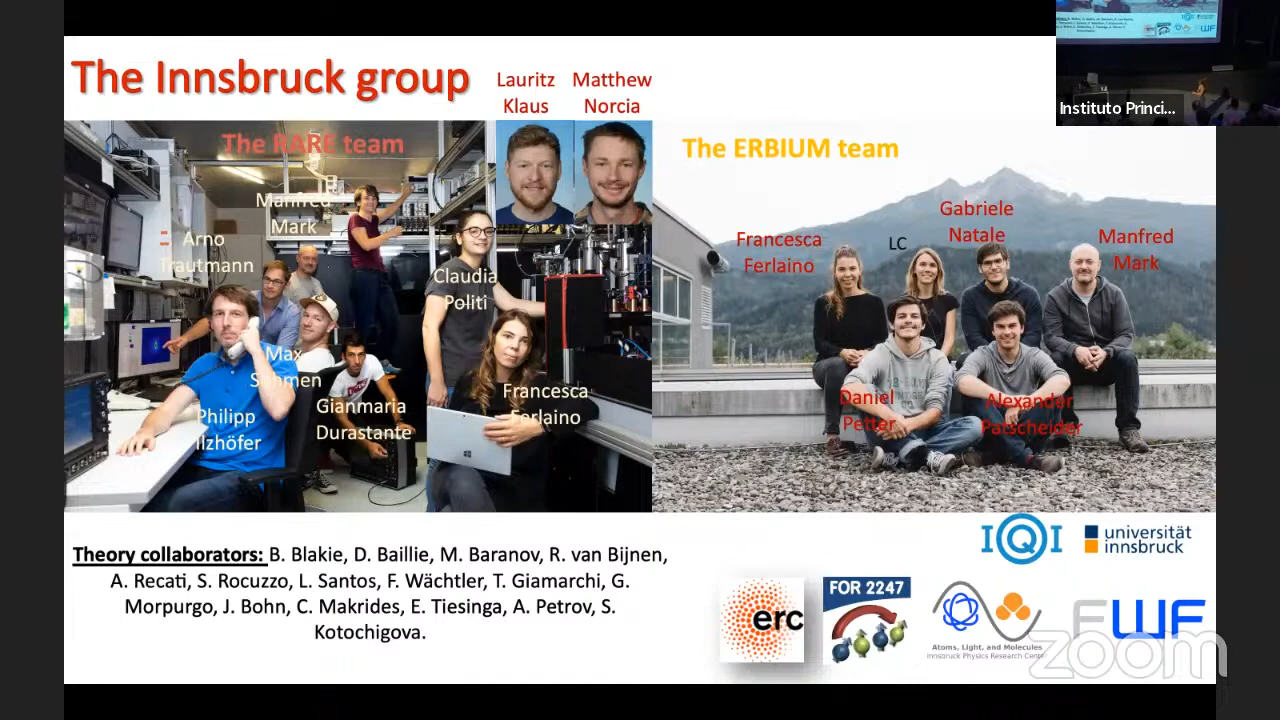 The Innsbruck group
Lauritz
Klaus
Matthew
Norcia
Instituto Princi...
The RARE team
Manfred
Mark
Arno
Trautmann
Claudia
Politi
Max
Sohmen
Philipp
Ilzhöfer
Gianmaria
Durastante
Francesca
Ferlaino
The ERBIUM team
Francesca
Ferlaino
LC
Gabriele
Natale
Manfred
Mark
Daniel
Petter
Alexander
Patscheider
Theory collaborators: B. Blakie, D. Baillie, M. Baranov, R. van Bijnen,
A. Recati, S. Rocuzzo, L. Santos, F. Wächtler, T. Giamarchi, G.
Morpurgo, J. Bohn, C. Makrides, E. Tiesinga, A. Petrov, S.
Kotochigova.
IQI
universität
innsbruck
erc
FOR 2247
Atoms, Light, and Molecules
Innsbruck Physics Research Center
FWF
zoom